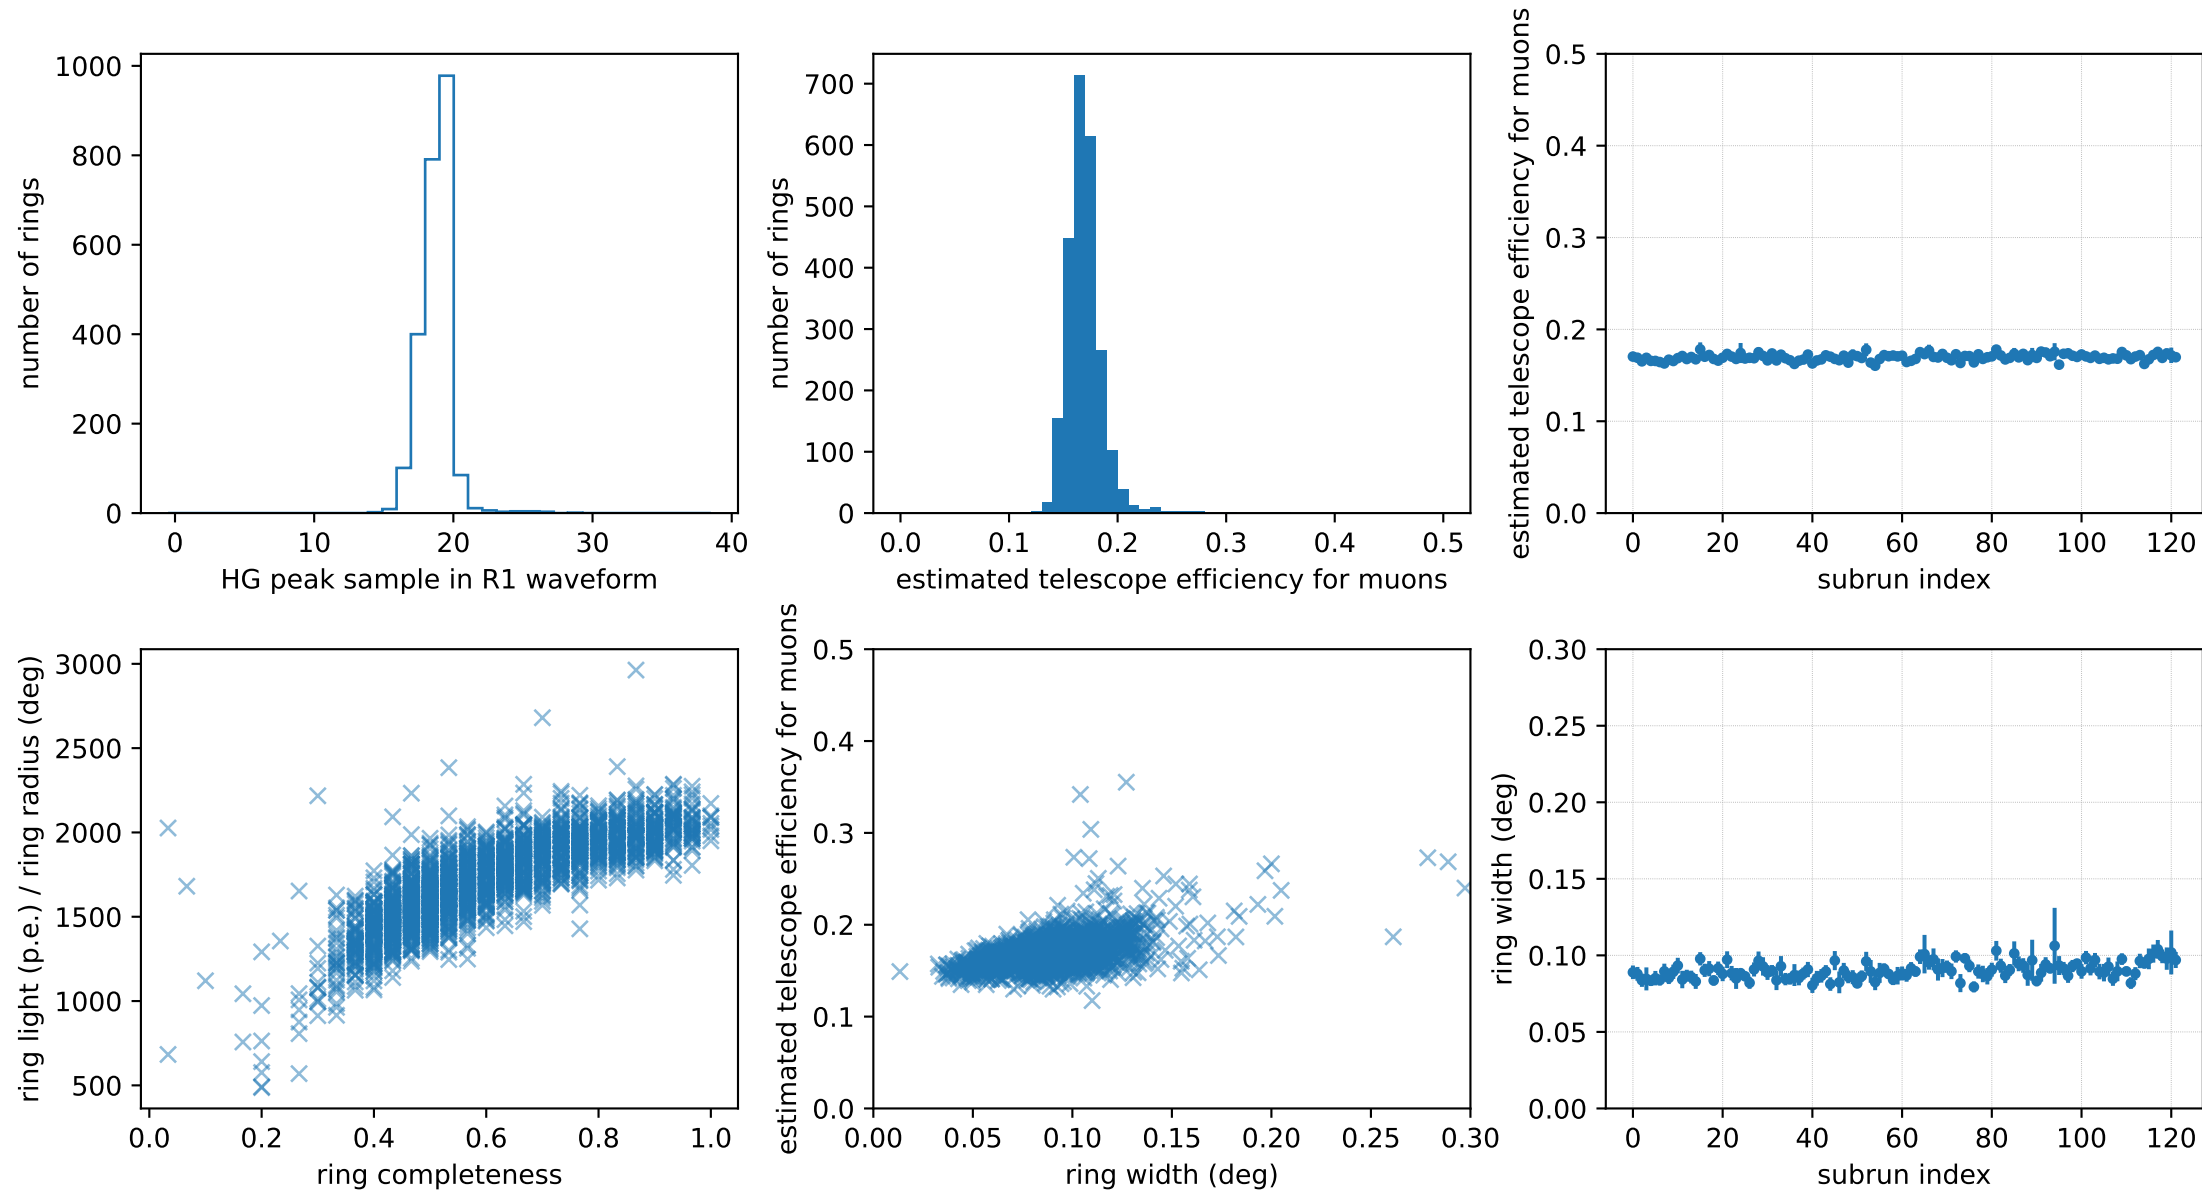 number of rings
1000
800
600
400
200
0
0 10 20 30 40
HG peak sample in R1 waveform
number of rings
700
600
500
400
300
200
100
0
0.0 0.1 0.2 0.3 0.4 0.5
estimated telescope efficiency for muons
estimated telescope efficiency for muons
0.5
0.4
0.3
0.2
0.1
0.0
0 20 40 60 80 100 120
subrun index
ring light (p.e.) / ring radius (deg)
3000
2500
2000
1500
1000
500
0.0 0.2 0.4 0.6 0.8 1.0
ring completeness
estimated telescope efficiency for muons
0.5
0.4
0.3
0.2
0.1
0.0
0.00 0.05 0.10 0.15 0.20 0.25 0.30
ring width (deg)
ring width (deg)
0.30
0.25
0.20
0.15
0.10
0.05
0.00
0 20 40 60 80 100 120
subrun index